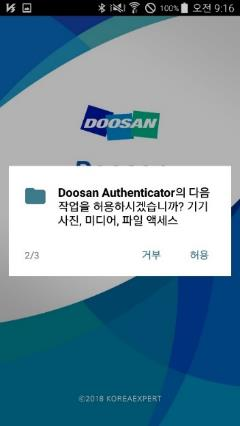 100% 오전 9:16
DOOSAN
Doosan Authenticator의 다음
작업을 허용하시겠습니까? 기기
사진, 미디어, 파일 액세스
2/3 거부 허용
ⓒ2018 KOREAEXPERT